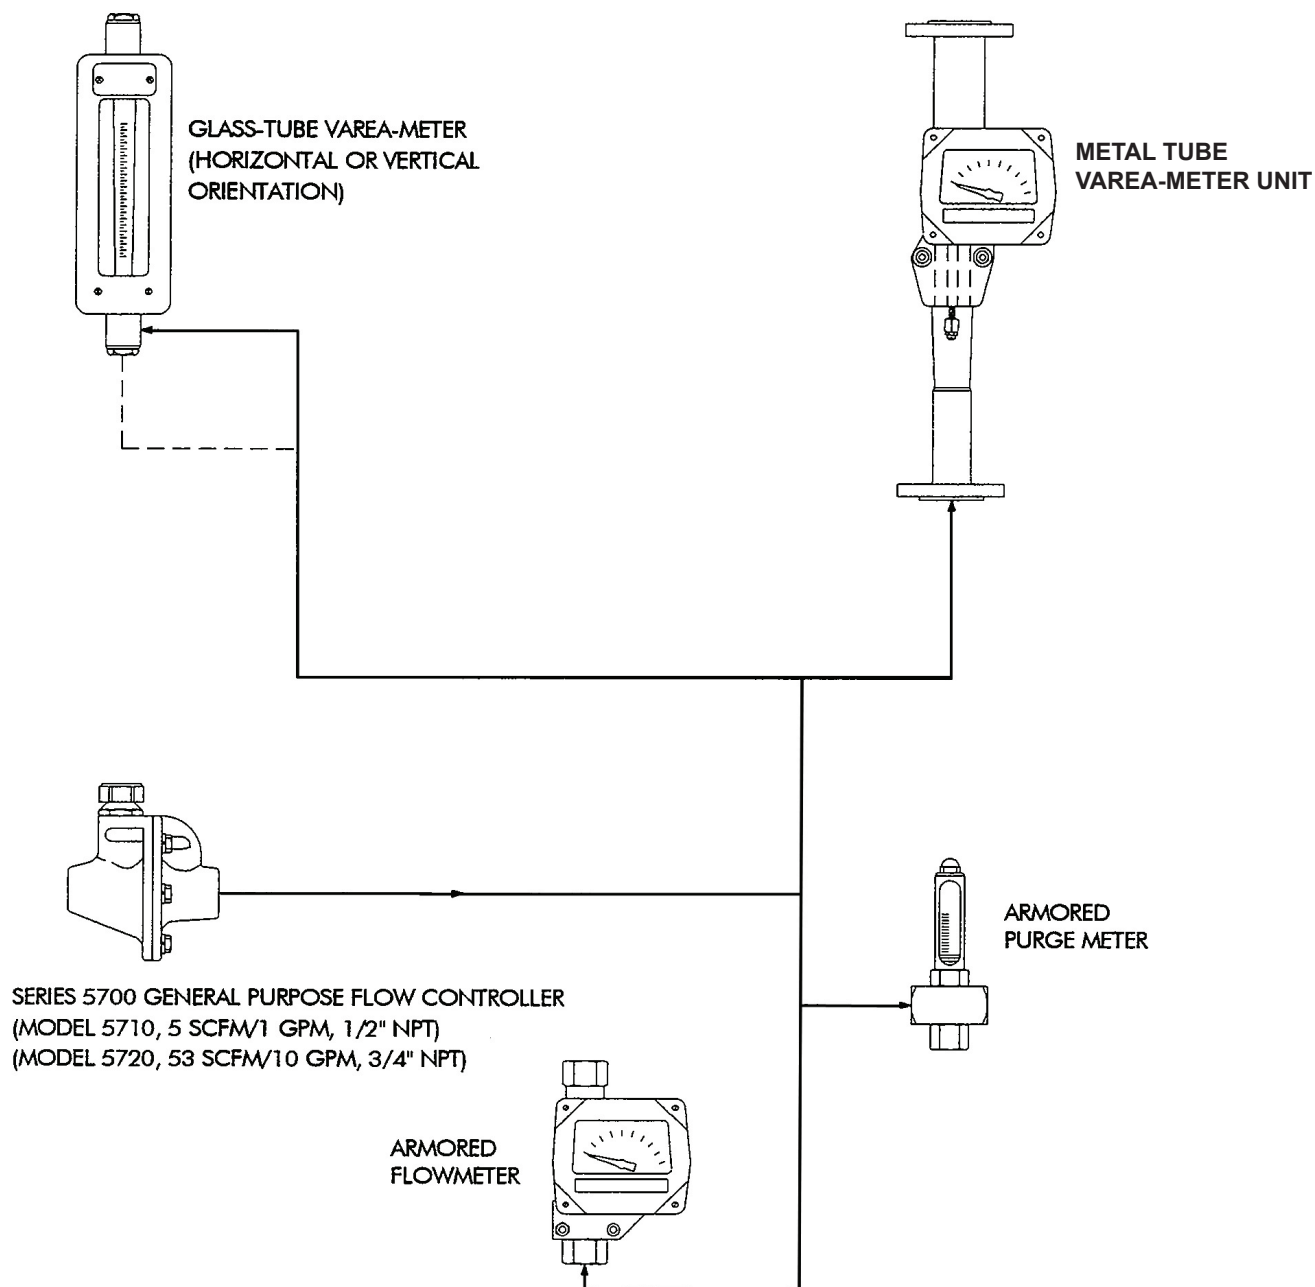 GLASS-TUBE VAREA-METER
(HORIZONTAL OR VERTICAL
ORIENTATION)
METAL TUBE
VAREA-METER UNIT
ARMORED
PURGE METER
SERIES 5700 GENERAL PURPOSE FLOW CONTROLLER
(MODEL 5710, 5 SCFM/1 GPM, 1/2" NPT)
(MODEL 5720, 53 SCFM/10 GPM, 3/4" NPT)
ARMORED
FLOWMETER